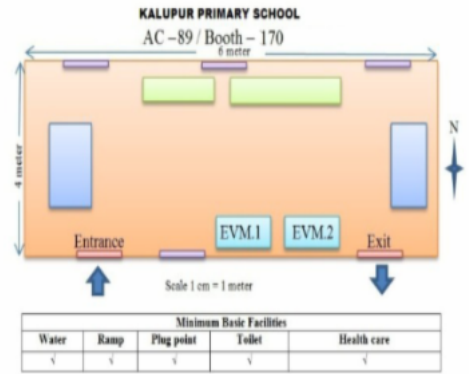 KALUPUR PRIMARY SCHOOL
AC –89 / Booth – 170
6 meter
4 meter
N
EVM.1 EVM.2
Entrance Exit
Scale 1 cm = 1 meter
Minimum Basic Facilities
Water Ramp Plug point Toilet Health care
√ √ √ √ √